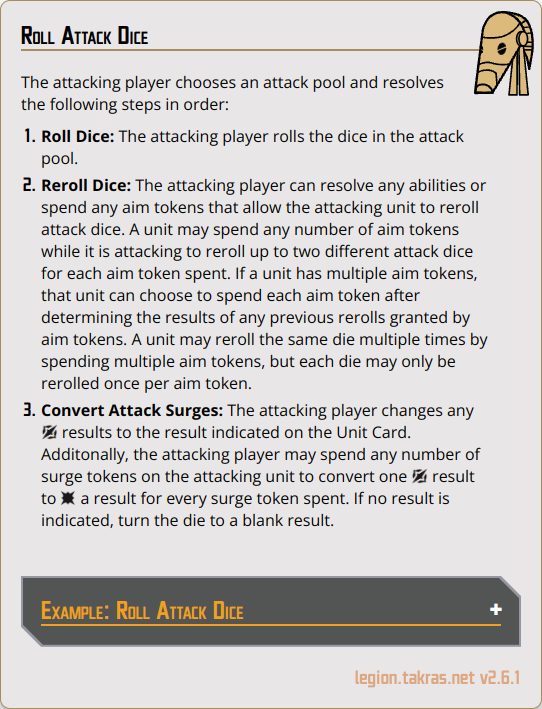 Roll Attack Dice
The attacking player chooses an attack pool and resolves
the following steps in order:
1. Roll Dice: The attacking player rolls the dice in the attack
pool.
2. Reroll Dice: The attacking player can resolve any abilities or
spend any aim tokens that allow the attacking unit to reroll
attack dice. A unit may spend any number of aim tokens
while it is attacking to reroll up to two different attack dice
for each aim token spent. If a unit has multiple aim tokens,
that unit can choose to spend each aim token after
determining the results of any previous rerolls granted by
aim tokens. A unit may reroll the same die multiple times by
spending multiple aim tokens, but each die may only be
rerolled once per aim token.
3. Convert Attack Surges: The attacking player changes any
results to the result indicated on the Unit Card.
Additonally, the attacking player may spend any number of
surge tokens on the attacking unit to convert one result
to a result for every surge token spent. If no result is
indicated, turn the die to a blank result.
Example: Roll Attack Dice +
legion.takras.net v2.6.1